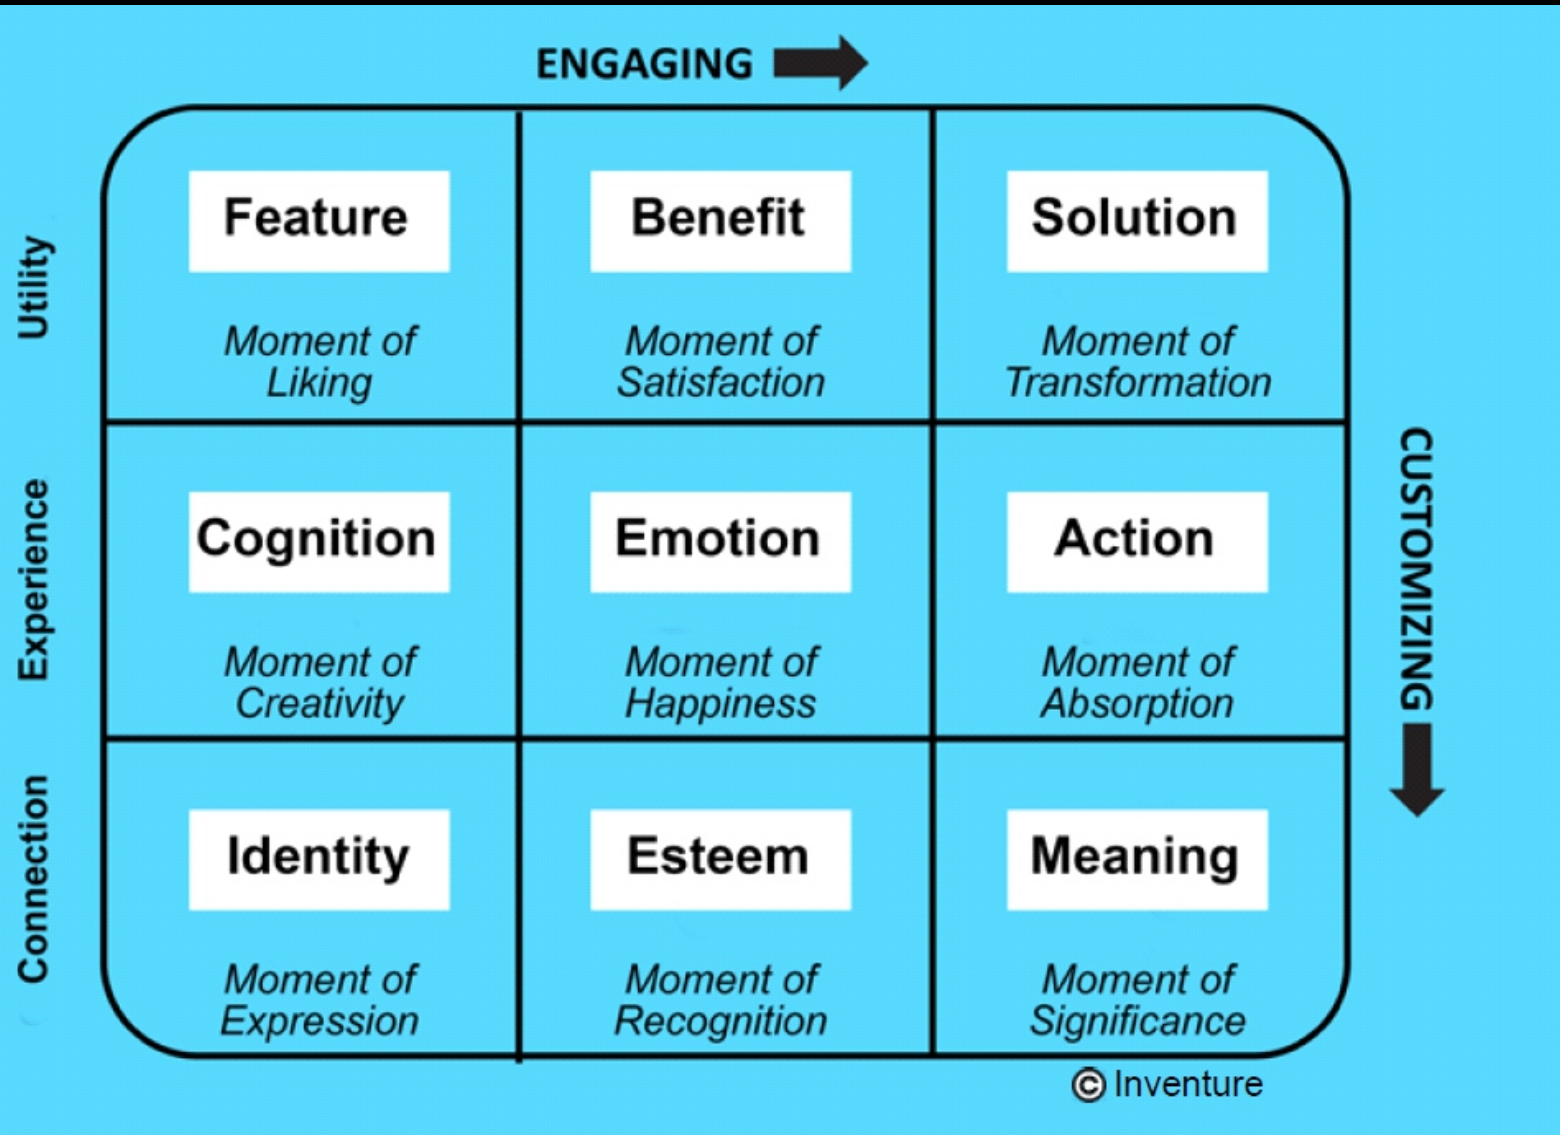 ENGAGING
Utility
Feature
Benefit
Solution
Moment of
Liking
Moment of
Satisfaction
Moment of
Transformation
Experience
Cognition
Emotion
Action
Moment of
Creativity
Moment of
Happiness
Moment of
Absorption
CUSTOMIZING
Connection
Identity
Esteem
Meaning
Moment of
Expression
Moment of
Recognition
Moment of
Significance
© Inventure